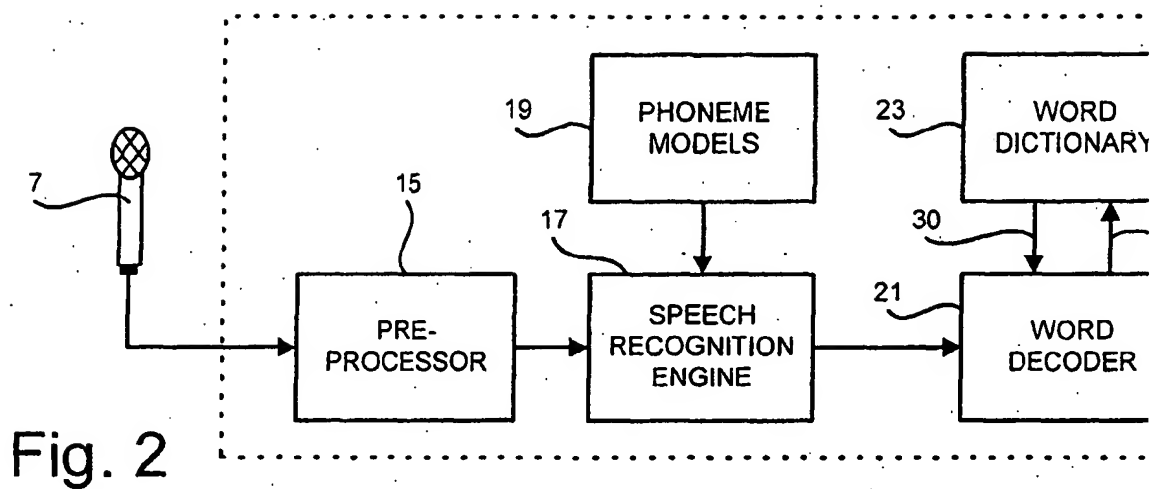 19
PHONEME
MODELS
23
WORD
DICTIONARY
7
15
17
30
PRE-
PROCESSOR
SPEECH
RECOGNITION
ENGINE
21
WORD
DECODER
Fig. 2